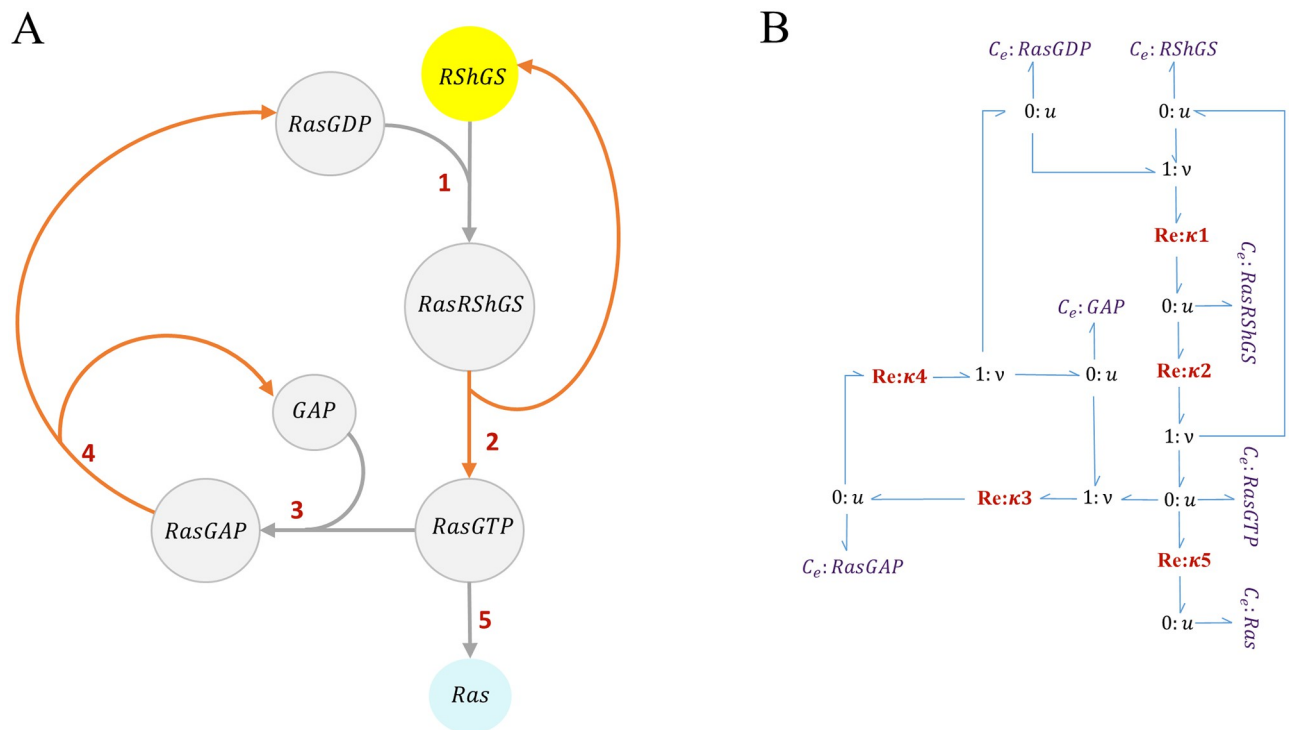 A
RShGS
RasGDP
1
RasRShGS
GAP
2
4
3
RasGAP
RasGTP
5
Ras
B
Cₑ: RasGDP
Cₑ: RShGS
0: u
0: u
1: ν
Re:κ1
Cₑ: RasRShGS
0: u
Cₑ: GAP
Re:κ2
Re:κ4
1: ν
0: u
1: ν
Cₑ: RasGTP
0: u
Re:κ3
1: ν
0: u
Re:κ5
Cₑ: RasGAP
Cₑ: Ras
0: u